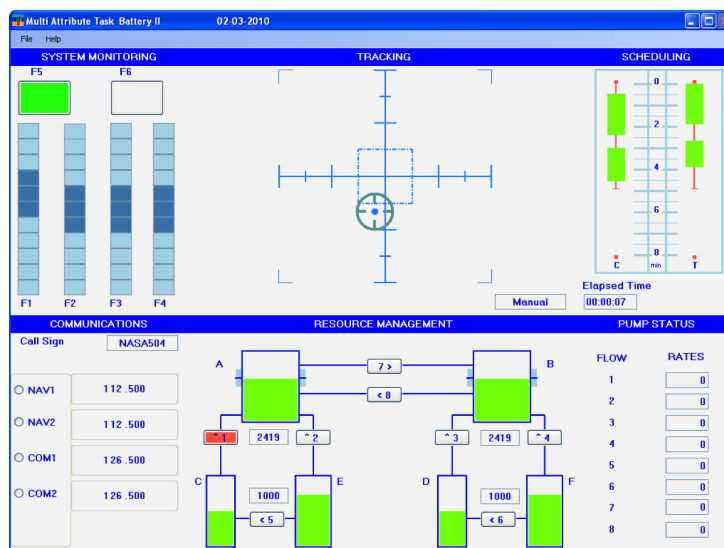 Multi Attribute Task Battery II 02-03-2010
File Help
SYSTEM MONITORING TRACKING SCHEDULING
F5 F6
F1 F2 F3 F4
Manual
0
2
4
6
8
C min T
Elapsed Time
00:00:07
COMMUNICATIONS RESOURCE MANAGEMENT PUMP STATUS
Call Sign NASA504
NAV1 112.500
NAV2 112.500
COM1 126.500
COM2 126.500
A B
7 >
< 8
^ 1 2419 ^ 2 ^ 3 2419 ^ 4
C E D F
1000 1000
< 5 < 6
FLOW RATES
1 0
2 0
3 0
4 0
5 0
6 0
7 0
8 0